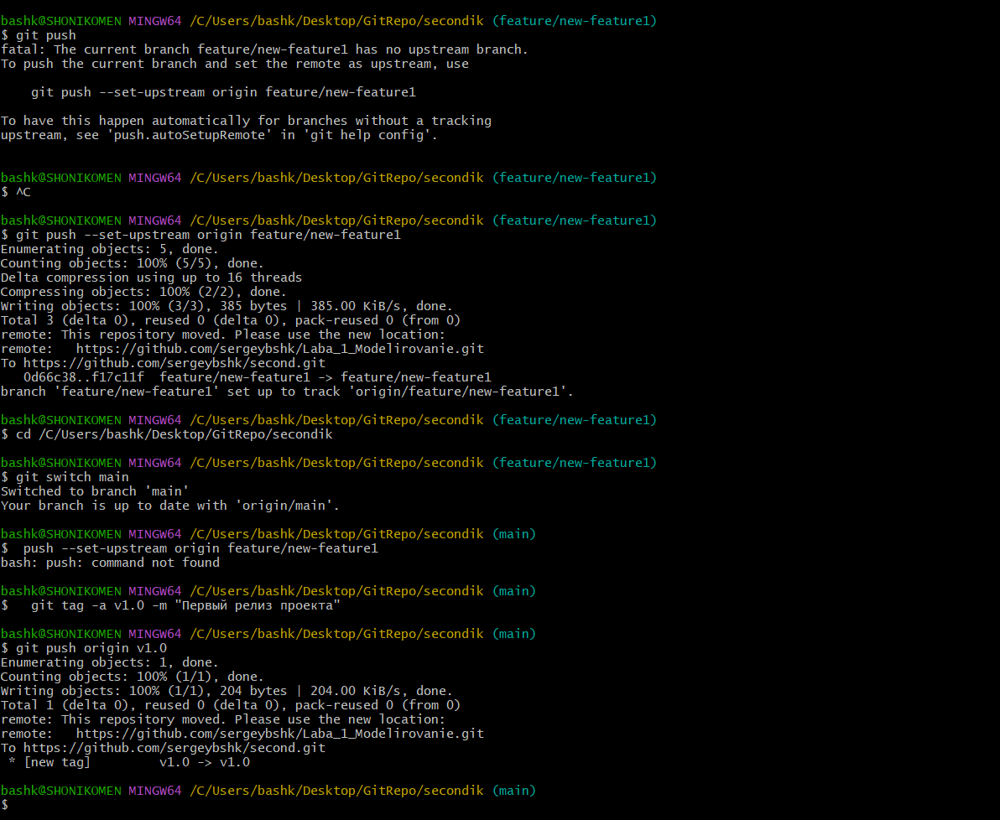 bashk@SHONIKOMEN MINGW64 /C/Users/bashk/Desktop/GitRepo/secondik (feature/new-feature1)
$ git push
fatal: The current branch feature/new-feature1 has no upstream branch.
To push the current branch and set the remote as upstream, use
    git push --set-upstream origin feature/new-feature1
To have this happen automatically for branches without a tracking
upstream, see 'push.autoSetupRemote' in 'git help config'.
bashk@SHONIKOMEN MINGW64 /C/Users/bashk/Desktop/GitRepo/secondik (feature/new-feature1)
$ ^C
bashk@SHONIKOMEN MINGW64 /C/Users/bashk/Desktop/GitRepo/secondik (feature/new-feature1)
$ git push --set-upstream origin feature/new-feature1
Enumerating objects: 5, done.
Counting objects: 100% (5/5), done.
Delta compression using up to 16 threads
Compressing objects: 100% (2/2), done.
Writing objects: 100% (3/3), 385 bytes | 385.00 KiB/s, done.
Total 3 (delta 0), reused 0 (delta 0), pack-reused 0 (from 0)
remote: This repository moved. Please use the new location:
remote:   https://github.com/sergeybshk/Laba_1_Modelirovanie.git
To https://github.com/sergeybshk/second.git
   0d66c38..f17c11f  feature/new-feature1 -> feature/new-feature1
branch 'feature/new-feature1' set up to track 'origin/feature/new-feature1'.
bashk@SHONIKOMEN MINGW64 /C/Users/bashk/Desktop/GitRepo/secondik (feature/new-feature1)
$ cd /C/Users/bashk/Desktop/GitRepo/secondik
bashk@SHONIKOMEN MINGW64 /C/Users/bashk/Desktop/GitRepo/secondik (feature/new-feature1)
$ git switch main
Switched to branch 'main'
Your branch is up to date with 'origin/main'.
bashk@SHONIKOMEN MINGW64 /C/Users/bashk/Desktop/GitRepo/secondik (main)
$  push --set-upstream origin feature/new-feature1
bash: push: command not found
bashk@SHONIKOMEN MINGW64 /C/Users/bashk/Desktop/GitRepo/secondik (main)
$   git tag -a v1.0 -m "Первый релиз проекта"
bashk@SHONIKOMEN MINGW64 /C/Users/bashk/Desktop/GitRepo/secondik (main)
$ git push origin v1.0
Enumerating objects: 1, done.
Counting objects: 100% (1/1), done.
Writing objects: 100% (1/1), 204 bytes | 204.00 KiB/s, done.
Total 1 (delta 0), reused 0 (delta 0), pack-reused 0 (from 0)
remote: This repository moved. Please use the new location:
remote:   https://github.com/sergeybshk/Laba_1_Modelirovanie.git
To https://github.com/sergeybshk/second.git
 * [new tag]         v1.0 -> v1.0
bashk@SHONIKOMEN MINGW64 /C/Users/bashk/Desktop/GitRepo/secondik (main)
$